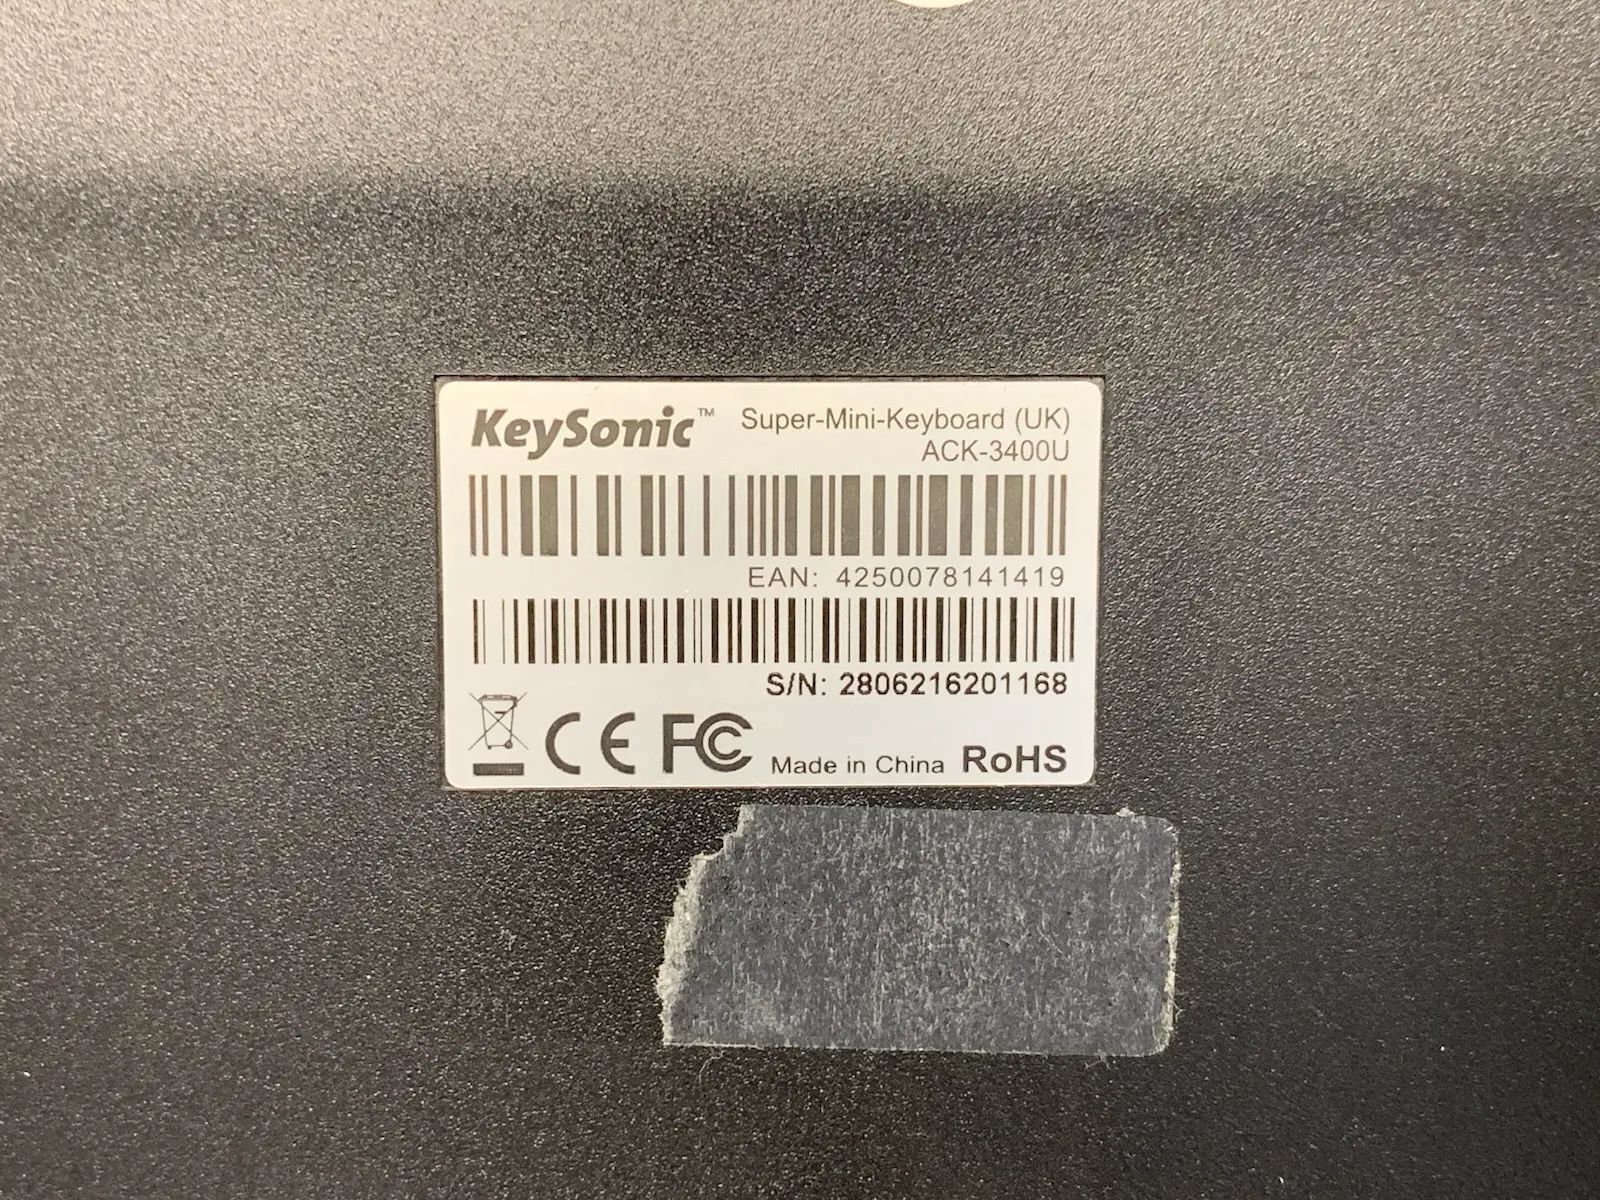 KeySonic™ Super-Mini-Keyboard (UK)
ACK-3400U
EAN: 4250078141419
S/N: 2806216201168
CE FC Made in China RoHS